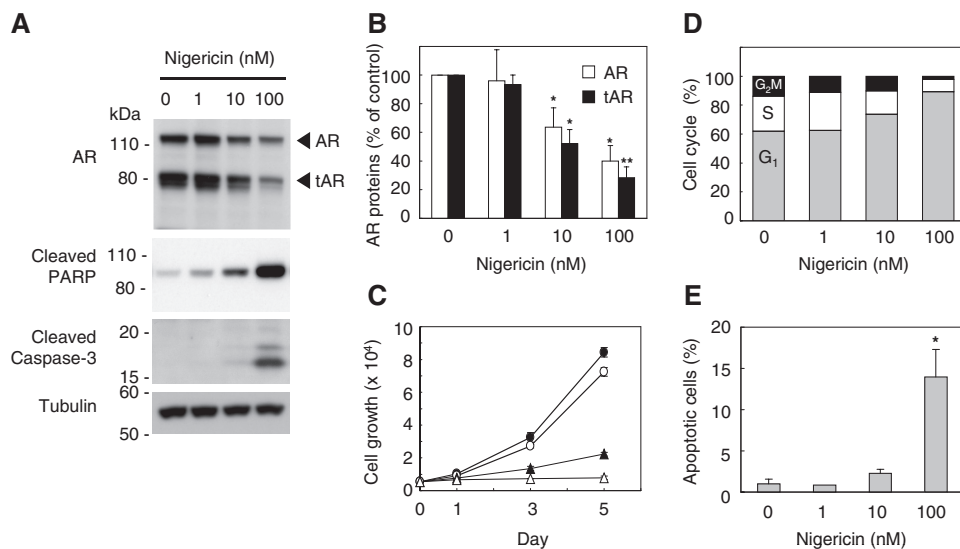 A
Nigericin (nM)
0 1 10 100
kDa
AR
110 -
80 -
AR
tAR
Cleaved
PARP
110 -
80 -
Cleaved
Caspase-3
20 -
15 -
Tubulin
60 -
50 -
B
AR proteins (% of control)
100
80
60
40
20
0
AR
tAR
* * * **
0 1 10 100
Nigericin (nM)
C
Cell growth (x 10⁴)
10
8
6
4
2
0
0 1 3 5
Day
D
Cell cycle (%)
100
80
60
40
20
0
G₂M
S
G₁
0 1 10 100
Nigericin (nM)
E
Apoptotic cells (%)
20
15
10
5
0
*
0 1 10 100
Nigericin (nM)